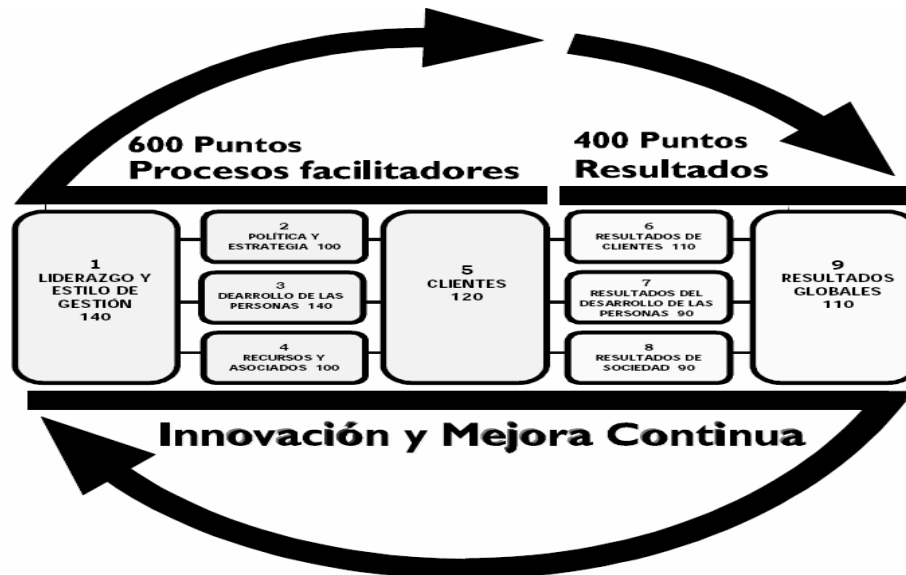 600 Puntos
Procesos facilitadores
400 Puntos
Resultados
1
LIDERAZGO Y
ESTILO DE
GESTIÓN
140
2
POLÍTICA Y
ESTRATEGIA 100
3
DEARROLLO DE LAS
PERSONAS 140
4
RECURSOS Y
ASOCIADOS 100
5
CLIENTES
120
6
RESULTADOS DE
CLIENTES 110
7
RESULTADOS DEL
DESARROLLO DE LAS
PERSONAS 90
8
RESULTADOS DE
SOCIEDAD 90
9
RESULTADOS
GLOBALES
110
Innovación y Mejora Continua